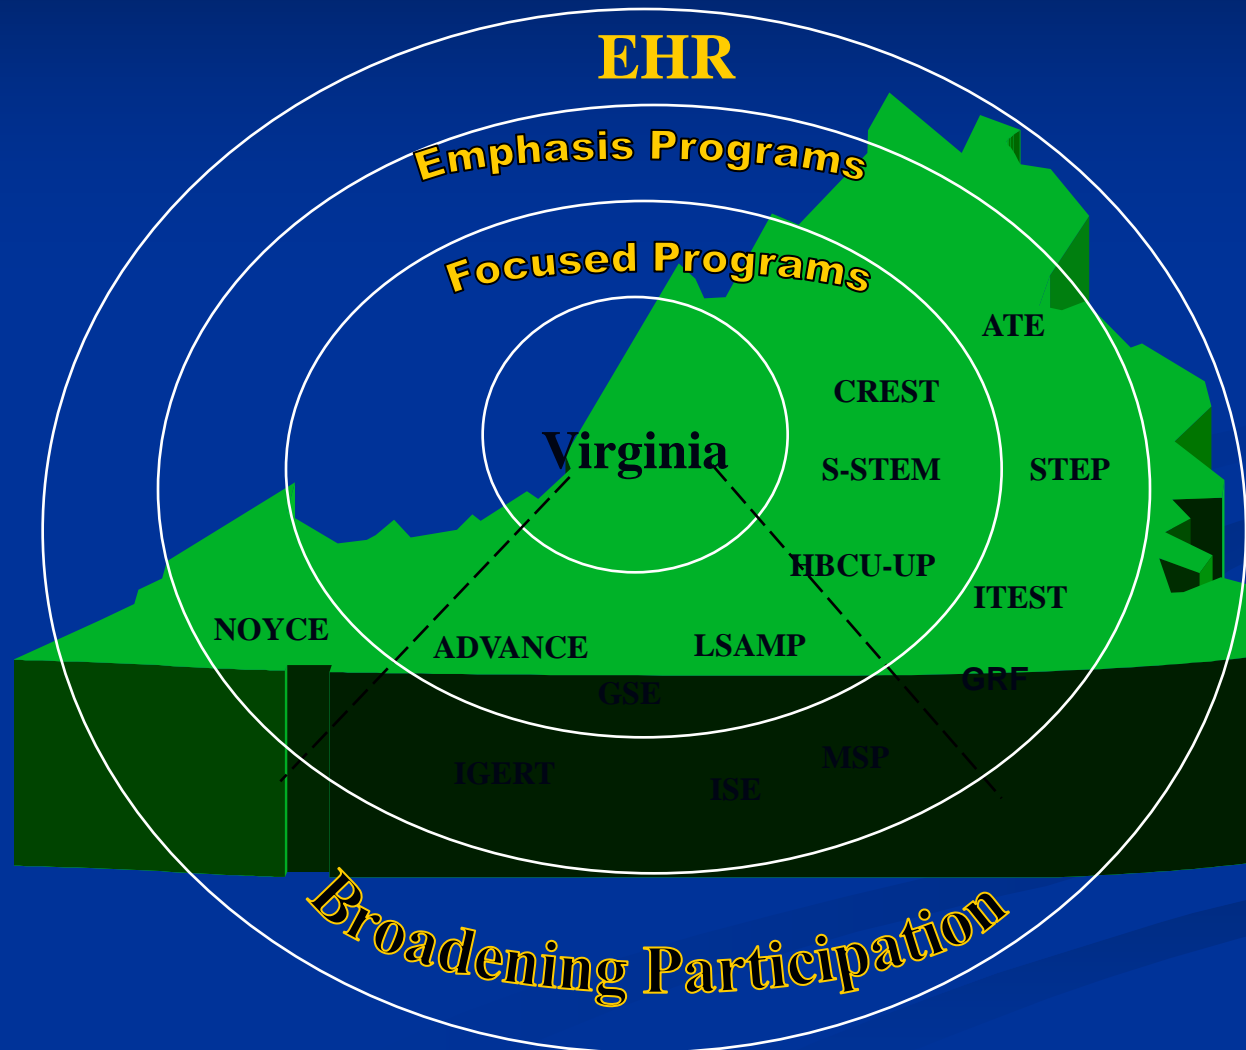 EHR
Emphasis Programs
Focused Programs
ATE
CREST
Virginia
S-STEM
STEP
HBCU-UP
ITEST
NOYCE
ADVANCE
LSAMP
GRF
GSE
MSP
IGERT
ISE
Broadening Participation